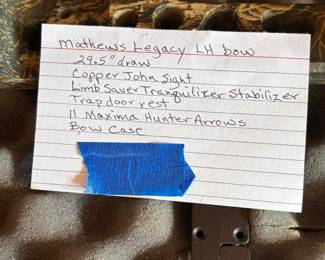 Mathews Legacy LH bow
29.5" draw
Copper John Sight
Limb Saver Tranquilizer Stabilizer
Trap door rest
11 Maxima Hunter Arrows
Bow Case